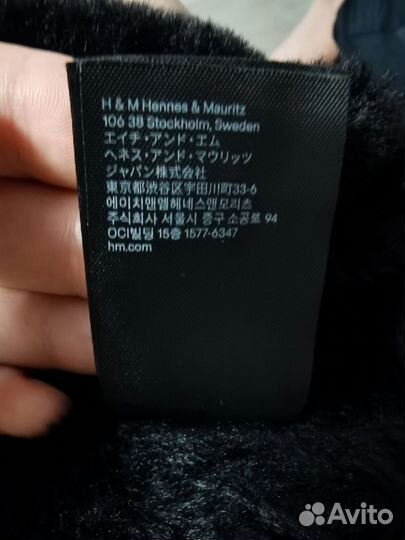 H & M Hennes & Mauritz
106 38 Stockholm, Sweden
エイチ・アンド・エム
ヘネス・アンド・マウリッツ
ジャパン株式会社
東京都渋谷区宇田川町33-6
에이치앤엠헤네스앤모리츠
주식회사 서울시 중구 소공로 94
OCI빌딩 15층 1577-6347
hm.com
Avito